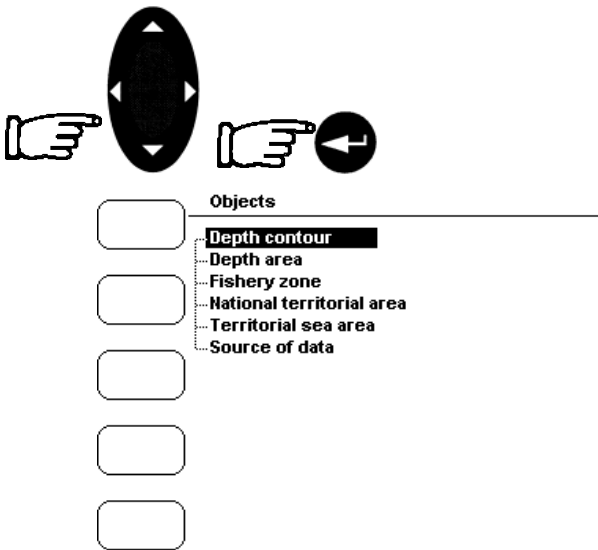 Objects
Depth contour
Depth area
Fishery zone
National territorial area
Territorial sea area
Source of data